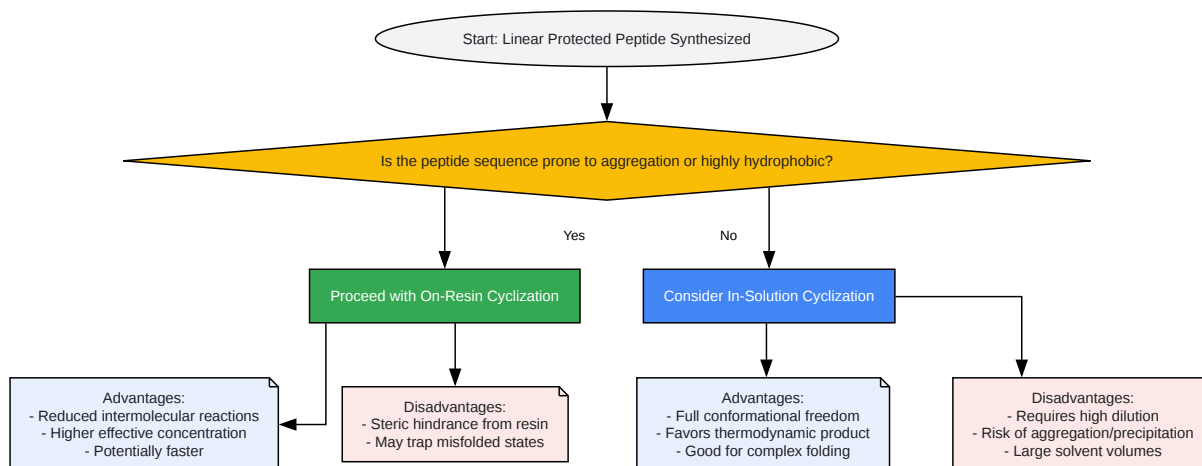 Start: Linear Protected Peptide Synthesized
Is the peptide sequence prone to aggregation or highly hydrophobic?
Yes
No
Proceed with On-Resin Cyclization
Consider In-Solution Cyclization
Advantages:
- Reduced intermolecular reactions
- Higher effective concentration
- Potentially faster
Disadvantages:
- Steric hindrance from resin
- May trap misfolded states
Advantages:
- Full conformational freedom
- Favors thermodynamic product
- Good for complex folding
Disadvantages:
- Requires high dilution
- Risk of aggregation/precipitation
- Large solvent volumes